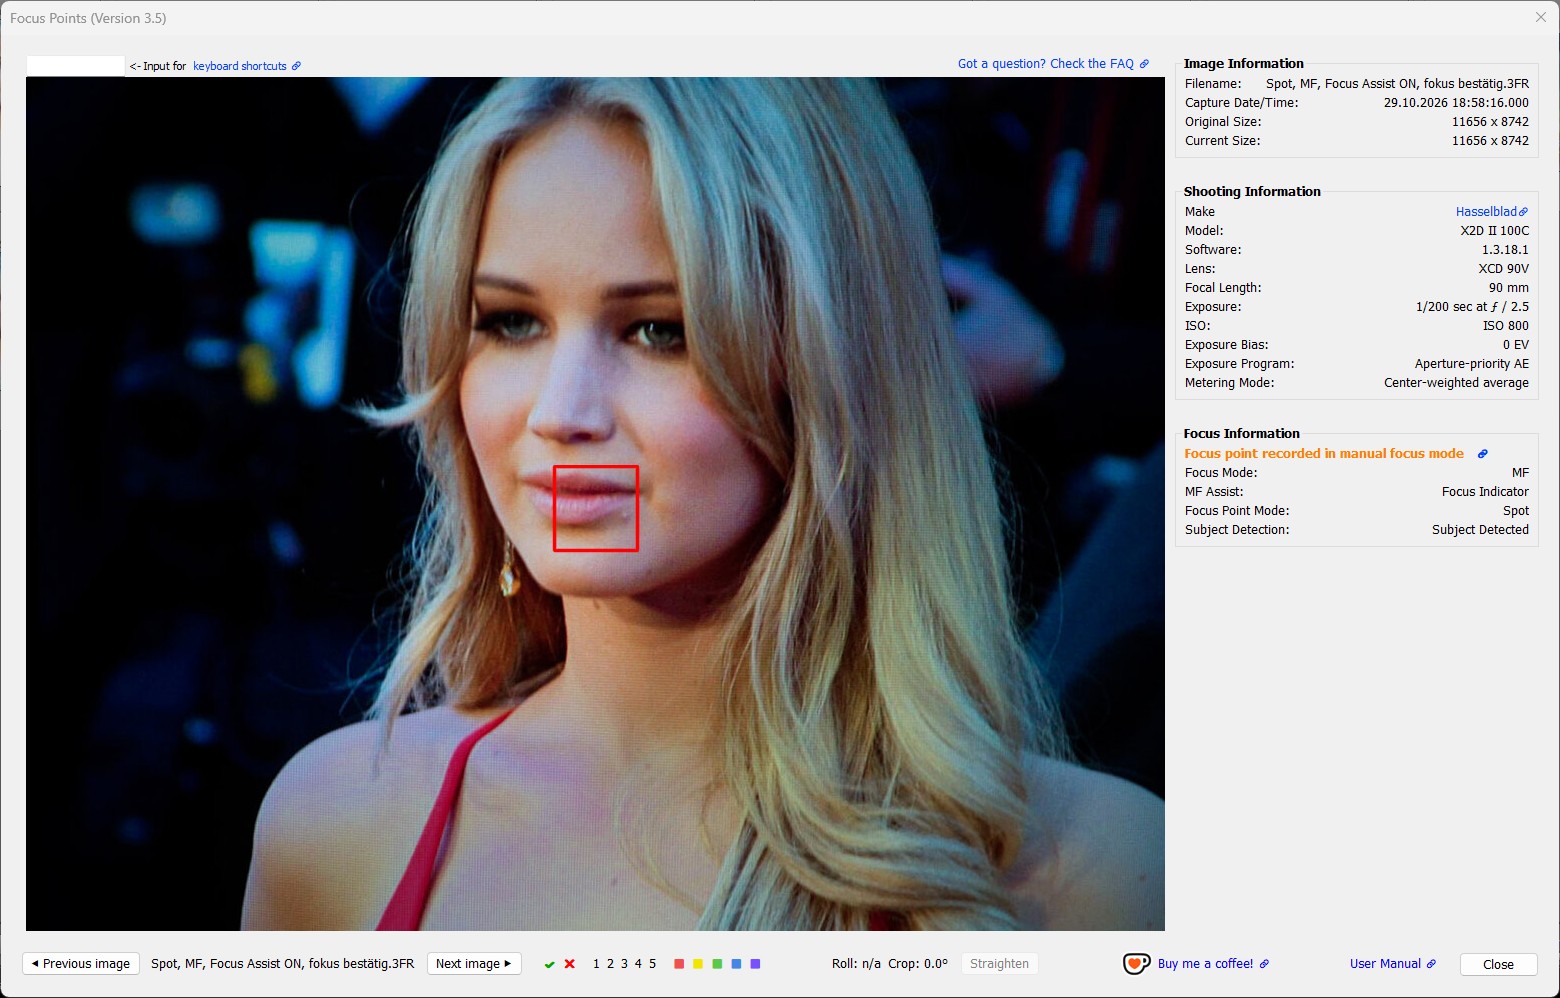 Focus Points (Version 3.5)
<- Input for keyboard shortcuts
Got a question? Check the FAQ
Image Information
Filename: Spot, MF, Focus Assist ON, fokus bestätig.3FR
Capture Date/Time: 29.10.2026 18:58:16.000
Original Size: 11656 x 8742
Current Size: 11656 x 8742
Shooting Information
Make Hasselblad
Model: X2D II 100C
Software: 1.3.18.1
Lens: XCD 90V
Focal Length: 90 mm
Exposure: 1/200 sec at ƒ / 2.5
ISO: ISO 800
Exposure Bias: 0 EV
Exposure Program: Aperture-priority AE
Metering Mode: Center-weighted average
Focus Information
Focus point recorded in manual focus mode
Focus Mode: MF
MF Assist: Focus Indicator
Focus Point Mode: Spot
Subject Detection: Subject Detected
Previous image Spot, MF, Focus Assist ON, fokus bestätig.3FR Next image 1 2 3 4 5 Roll: n/a Crop: 0.0° Straighten Buy me a coffee! User Manual Close